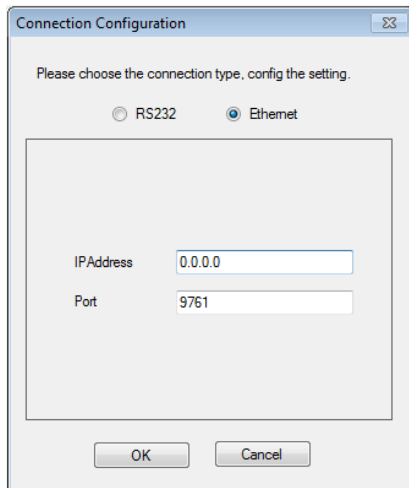 Connection Configuration
Please choose the connection type, config the setting.
RS232 Ethernet
IPAddress 0.0.0.0
Port 9761
OK Cancel